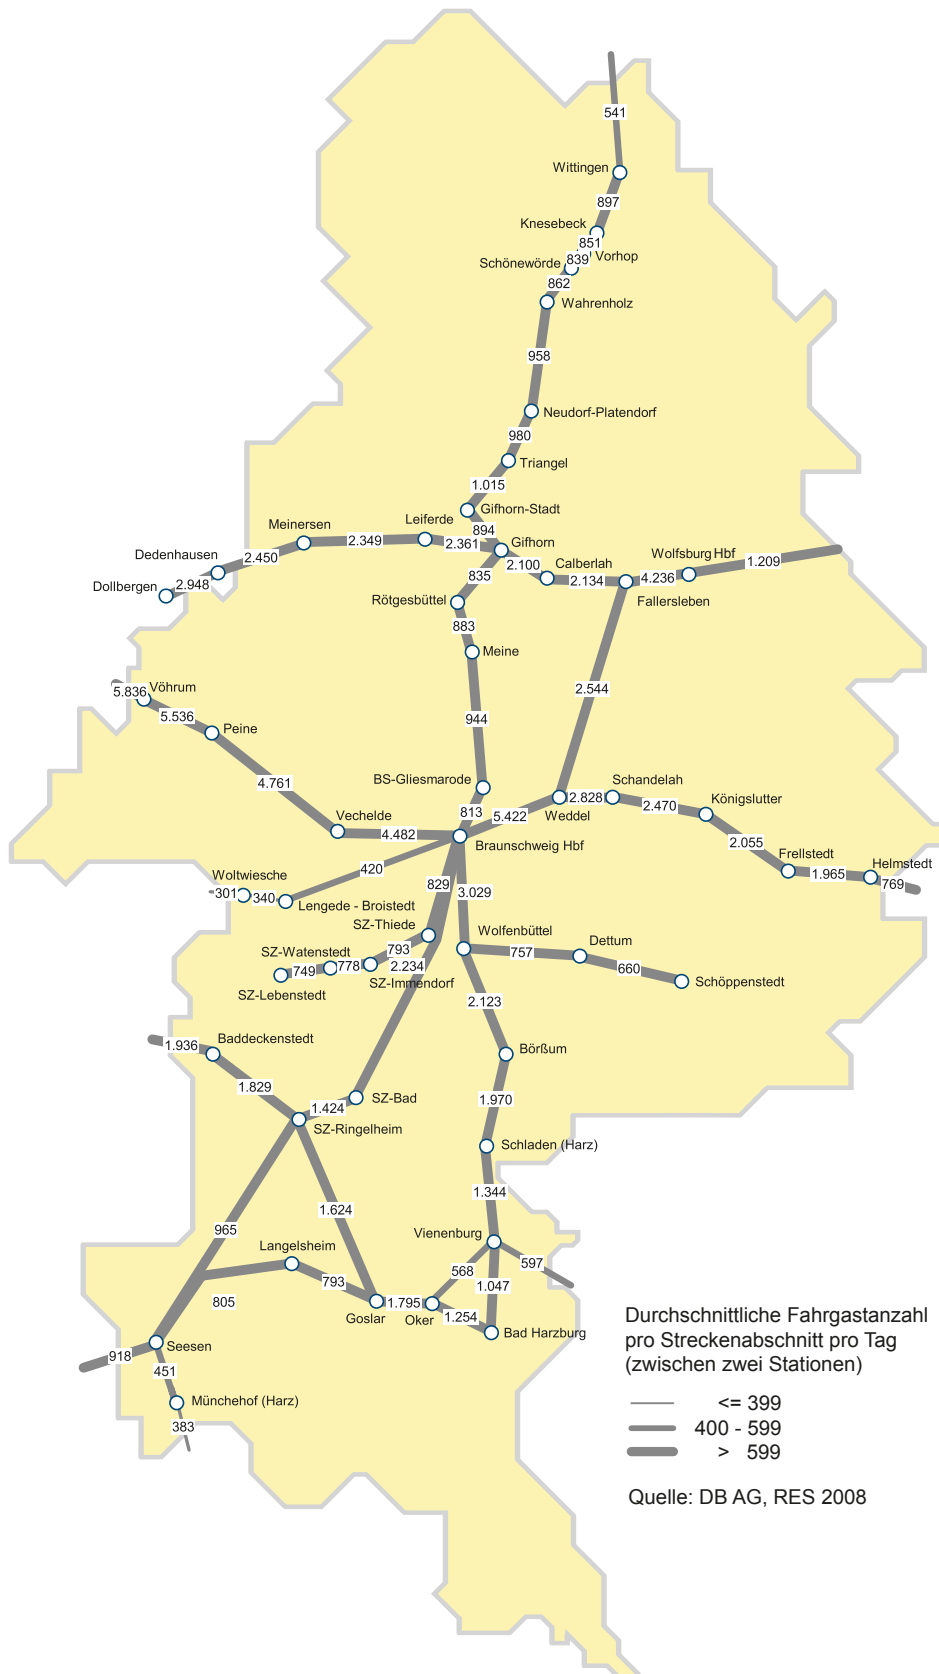 541
Wittingen
897
Knesebeck
851
Vorhop
839
Schönewörde
862
Wahrenholz
958
Neudorf-Platendorf
980
Triangel
1.015
Gifhorn-Stadt
894
Leiferde
Meinersen
2.349
2.361
Gifhorn
Dedenhausen
2.450
Dollbergen
2.948
2.100
Calberlah
2.134
Wolfsburg Hbf
4.236
1.209
Fallersleben
835
Rötgesbüttel
883
Meine
2.544
944
Vöhrum
5.836
5.536
Peine
4.761
BS-Gliesmarode
813
5.422
Weddel
2.828
Schandelah
2.470
Königslutter
2.055
Frellstedt
1.965
Helmstedt
769
Vechelde
4.482
Braunschweig Hbf
420
Woltwiesche
301
340
Lengede - Broistedt
829
3.029
SZ-Thiede
793
Wolfenbüttel
757
Dettum
660
Schöppenstedt
SZ-Watenstedt
749
778
2.234
SZ-Immendorf
SZ-Lebenstedt
2.123
Börßum
1.936
Baddeckenstedt
1.829
1.424
SZ-Bad
SZ-Ringelheim
1.970
Schladen (Harz)
1.344
1.624
965
Vienenburg
597
Langelsheim
793
568
1.047
805
Goslar
1.795
Oker
1.254
Bad Harzburg
918
Seesen
451
Münchehof (Harz)
383
Durchschnittliche Fahrgastanzahl
pro Streckenabschnitt pro Tag
(zwischen zwei Stationen)
<= 399
400 - 599
> 599
Quelle: DB AG, RES 2008